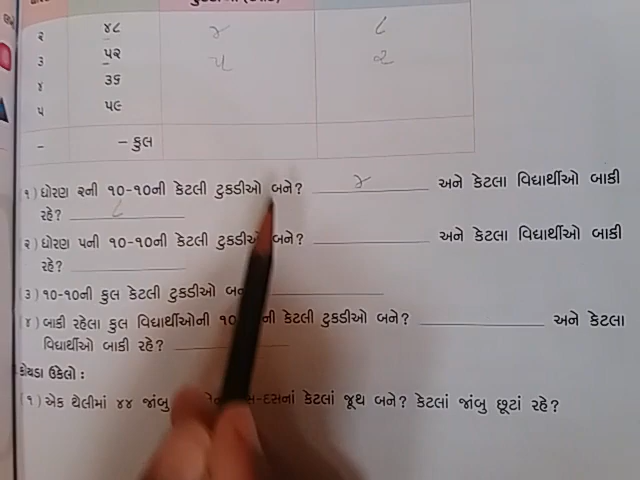 ૨ ૪૮ ૪ ૮
૩ ૫૨ ૫ ૨
૪ ૩૬
૫ ૫૯
- - કુલ
૧) ધોરણ ૨ની ૧૦-૧૦ની કેટલી ટુકડીઓ બને? ૪ અને કેટલા વિદ્યાર્થીઓ બાકી
રહે? ૮
૨) ધોરણ ૫ની ૧૦-૧૦ની કેટલી ટુકડીઓ બને? અને કેટલા વિદ્યાર્થીઓ બાકી
રહે?
(૩) ૧૦-૧૦ની કુલ કેટલી ટુકડીઓ
(૪) બાકી રહેલા કુલ વિદ્યાર્થીઓની કેટલી ટુકડીઓ બને? અને કેટલા
વિદ્યાર્થીઓ બાકી રહે?
કોયડા ઉકેલો :
(૧) એક થેલીમાં ૪૪ જાંબુ કેટલાં જૂથ બને? કેટલાં જાંબુ છૂટાં રહે?